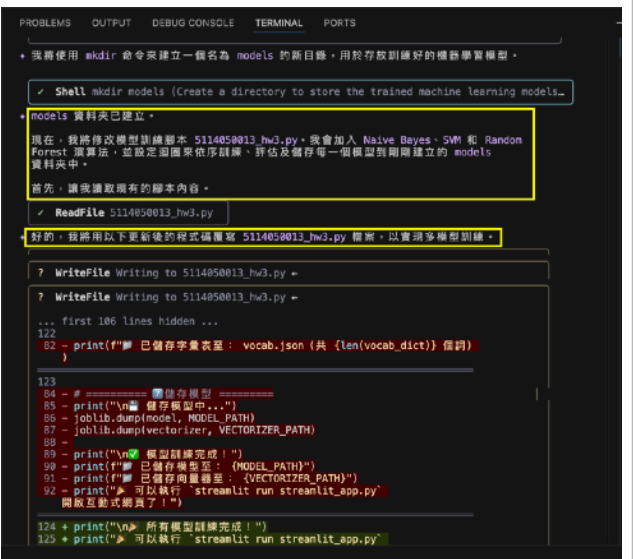 PROBLEMS OUTPUT DEBUG CONSOLE TERMINAL PORTS
✦ 我將使用 mkdir 命令來建立一個名為 models 的新目錄，用於存放訓練好的機器學習模型。
✓ Shell mkdir models (Create a directory to store the trained machine learning models…
✦ models 資料夾已建立。
現在，我將修改模型訓練腳本 5114050013_hw3.py。我會加入 Naive Bayes、SVM 和 Random
Forest 演算法，並設定迴圈來依序訓練、評估及儲存每一個模型到剛剛建立的 models
資料夾中。
首先，讓我讀取現有的腳本內容。
✓ ReadFile 5114050013_hw3.py
✦ 好的，我將用以下更新後的程式碼覆寫 5114050013_hw3.py 檔案，以實現多模型訓練。
? WriteFile Writing to 5114050013_hw3.py ←
? WriteFile Writing to 5114050013_hw3.py ←
... first 106 lines hidden ...
122
82 - print(f"📁 已儲存字彙表至： vocab.json (共 {len(vocab_dict)} 個詞)
)
123
84 - # ========== 儲存模型 =========
85 - print("\n💾 儲存模型中...")
86 - joblib.dump(model, MODEL_PATH)
87 - joblib.dump(vectorizer, VECTORIZER_PATH)
88 -
89 - print("\n✅ 模型訓練完成！")
90 - print(f"📁 已儲存模型至： {MODEL_PATH}")
91 - print(f"📁 已儲存向量器至： {VECTORIZER_PATH}")
92 - print("🎉 可以執行 `streamlit run streamlit_app.py`
開啟互動式網頁了！")
124 + print("\n🎉 所有模型訓練完成！")
125 + print("🎉 可以執行 `streamlit run streamlit_app.py`